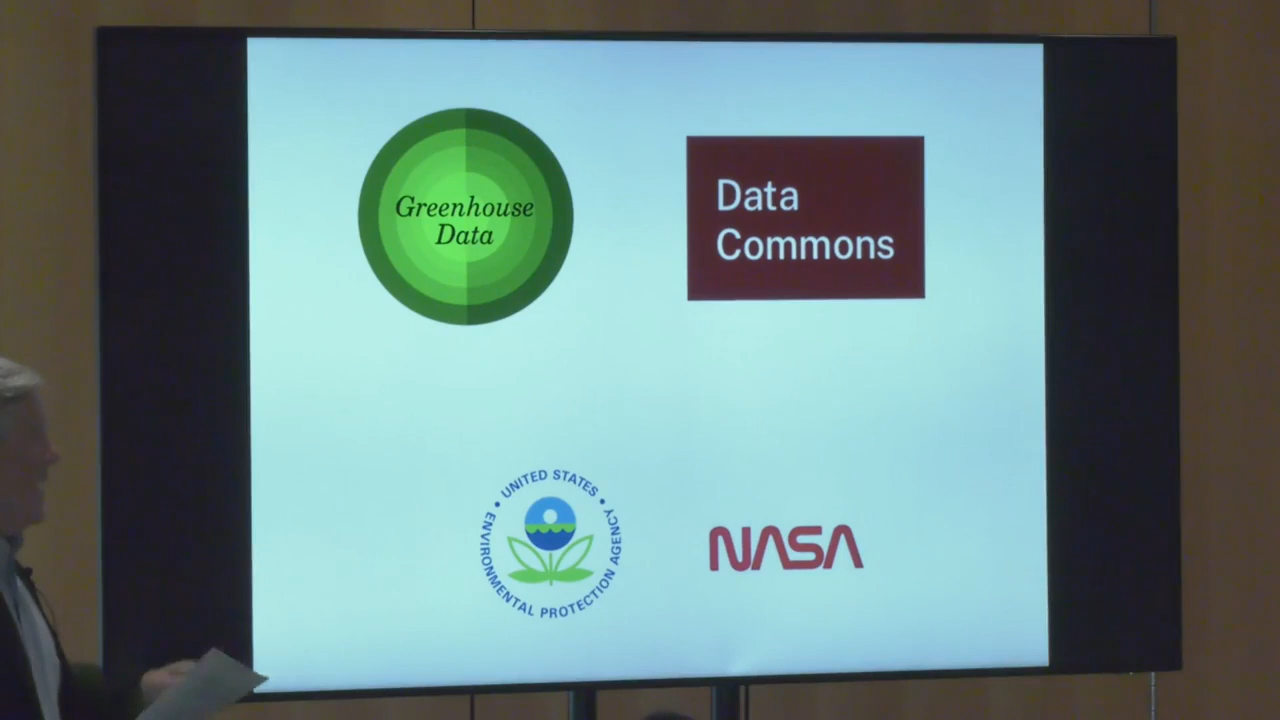 Greenhouse
Data
Data
Commons
• UNITED STATES •
ENVIRONMENTAL PROTECTION AGENCY
NASA